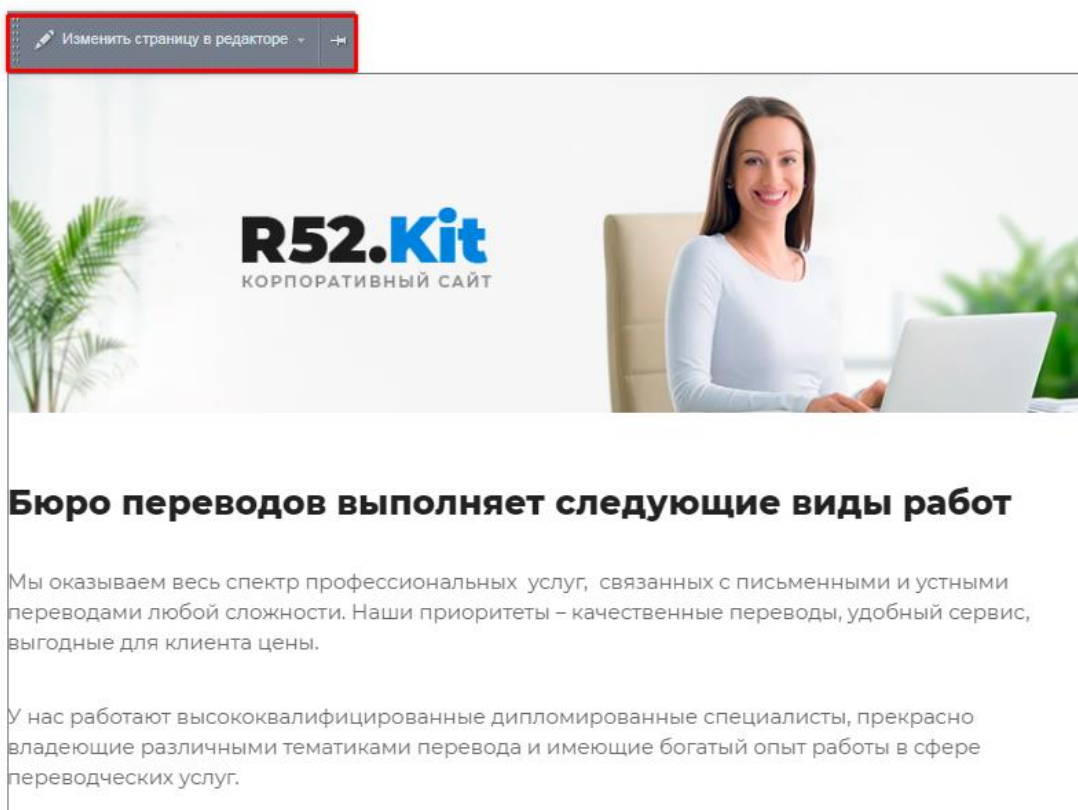 Изменить страницу в редакторе
R52.Kit
КОРПОРАТИВНЫЙ САЙТ
Бюро переводов выполняет следующие виды работ
Мы оказываем весь спектр профессиональных услуг, связанных с письменными и устными
переводами любой сложности. Наши приоритеты – качественные переводы, удобный сервис,
выгодные для клиента цены.
У нас работают высококвалифицированные дипломированные специалисты, прекрасно
владеющие различными тематиками перевода и имеющие богатый опыт работы в сфере
переводческих услуг.